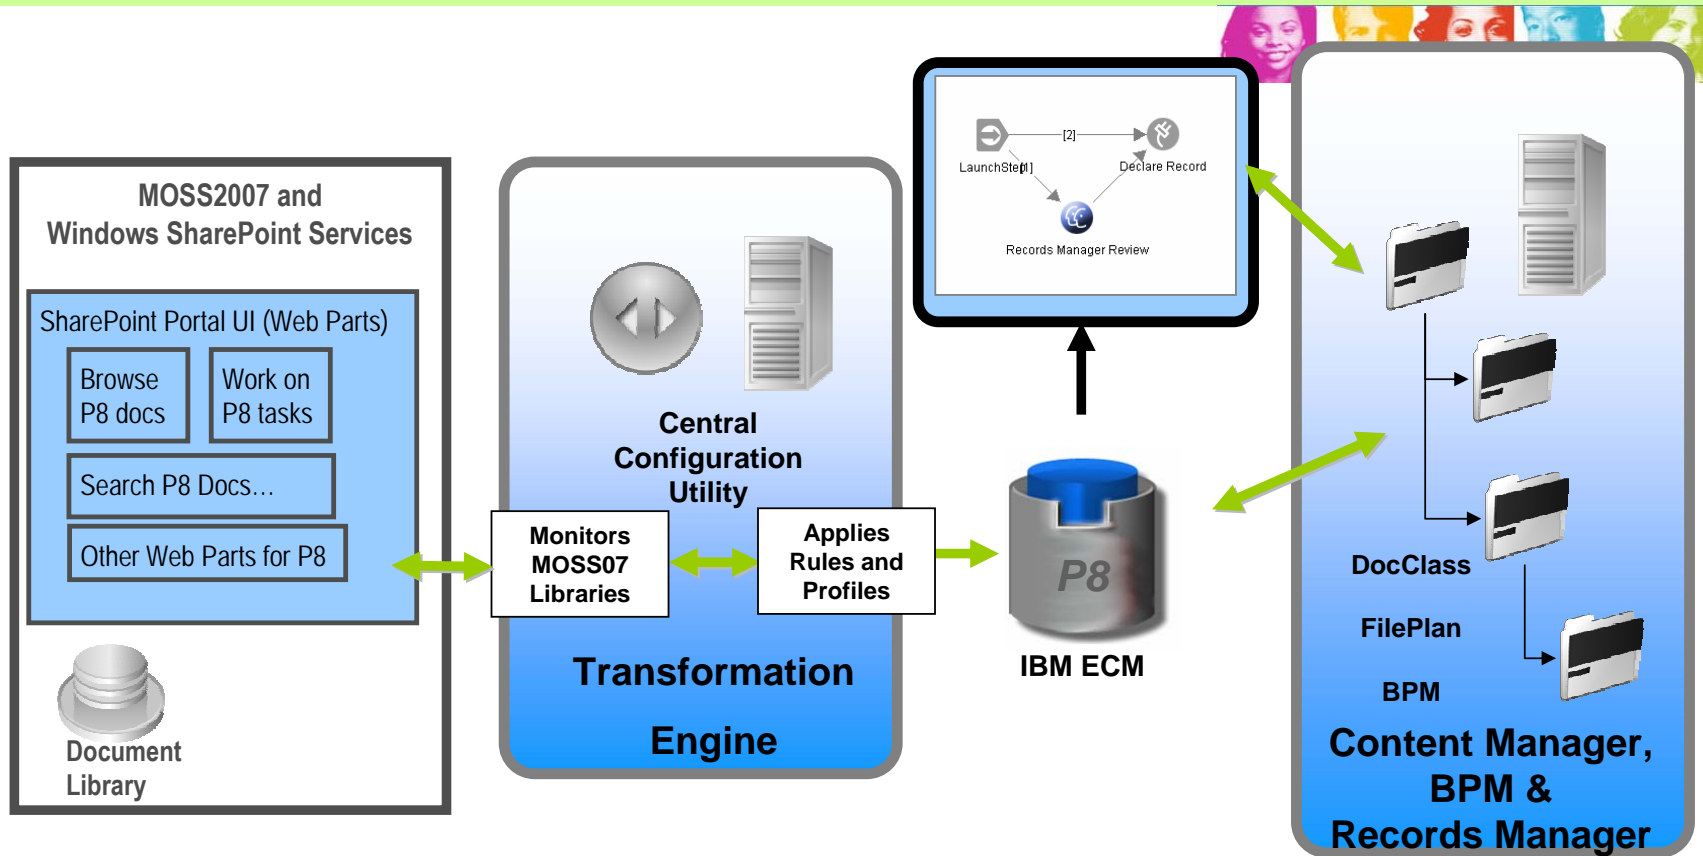 MOSS2007 and
Windows SharePoint Services
SharePoint Portal UI (Web Parts)
Browse
P8 docs
Work on
P8 tasks
Search P8 Docs…
Other Web Parts for P8
Document
Library
Central
Configuration
Utility
Monitors
MOSS07
Libraries
Applies
Rules and
Profiles
Transformation
Engine
[2]
LaunchStep
[1]
Declare Record
Records Manager Review
P8
IBM ECM
DocClass
FilePlan
BPM
Content Manager,
BPM &
Records Manager